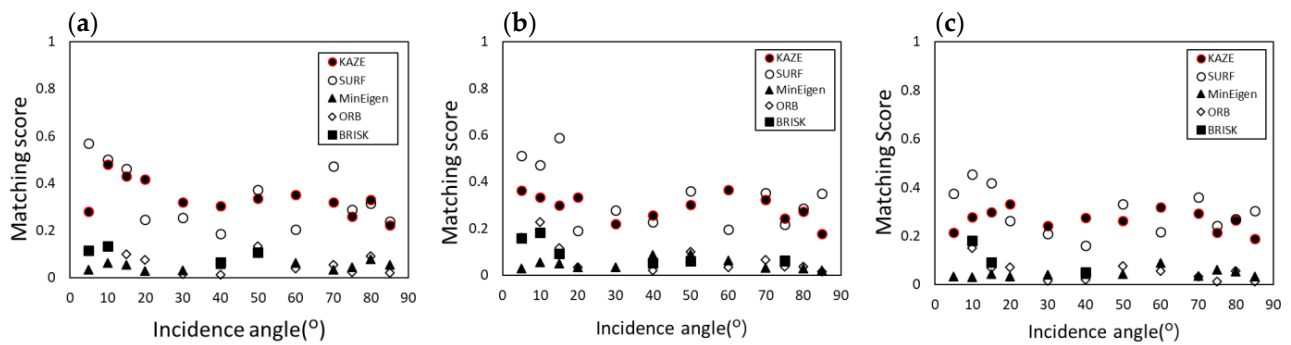 (a)
1
0.8
0.6
0.4
0.2
0
0 10 20 30 40 50 60 70 80 90
Matching score
Incidence angle(O)
KAZE
SURF
MinEigen
ORB
BRISK
(b)
1
0.8
0.6
0.4
0.2
0
0 10 20 30 40 50 60 70 80 90
Matching score
Incidence angle(O)
KAZE
SURF
MinEigen
ORB
BRISK
(c)
1
0.8
0.6
0.4
0.2
0
0 10 20 30 40 50 60 70 80 90
Matching Score
Incidence angle(O)
KAZE
SURF
MinEigen
ORB
BRISK